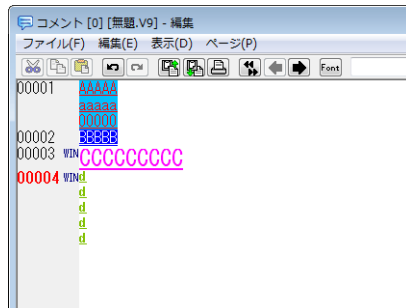 コメント [0] [無題.V9] - 編集
ファイル(F) 編集(E) 表示(D) ページ(P)
Font
00001 AAAAA
aaaaa
00000
00002 BBBBB
00003 WIN CCCCCCCCC
00004 WIN d
d
d
d
d